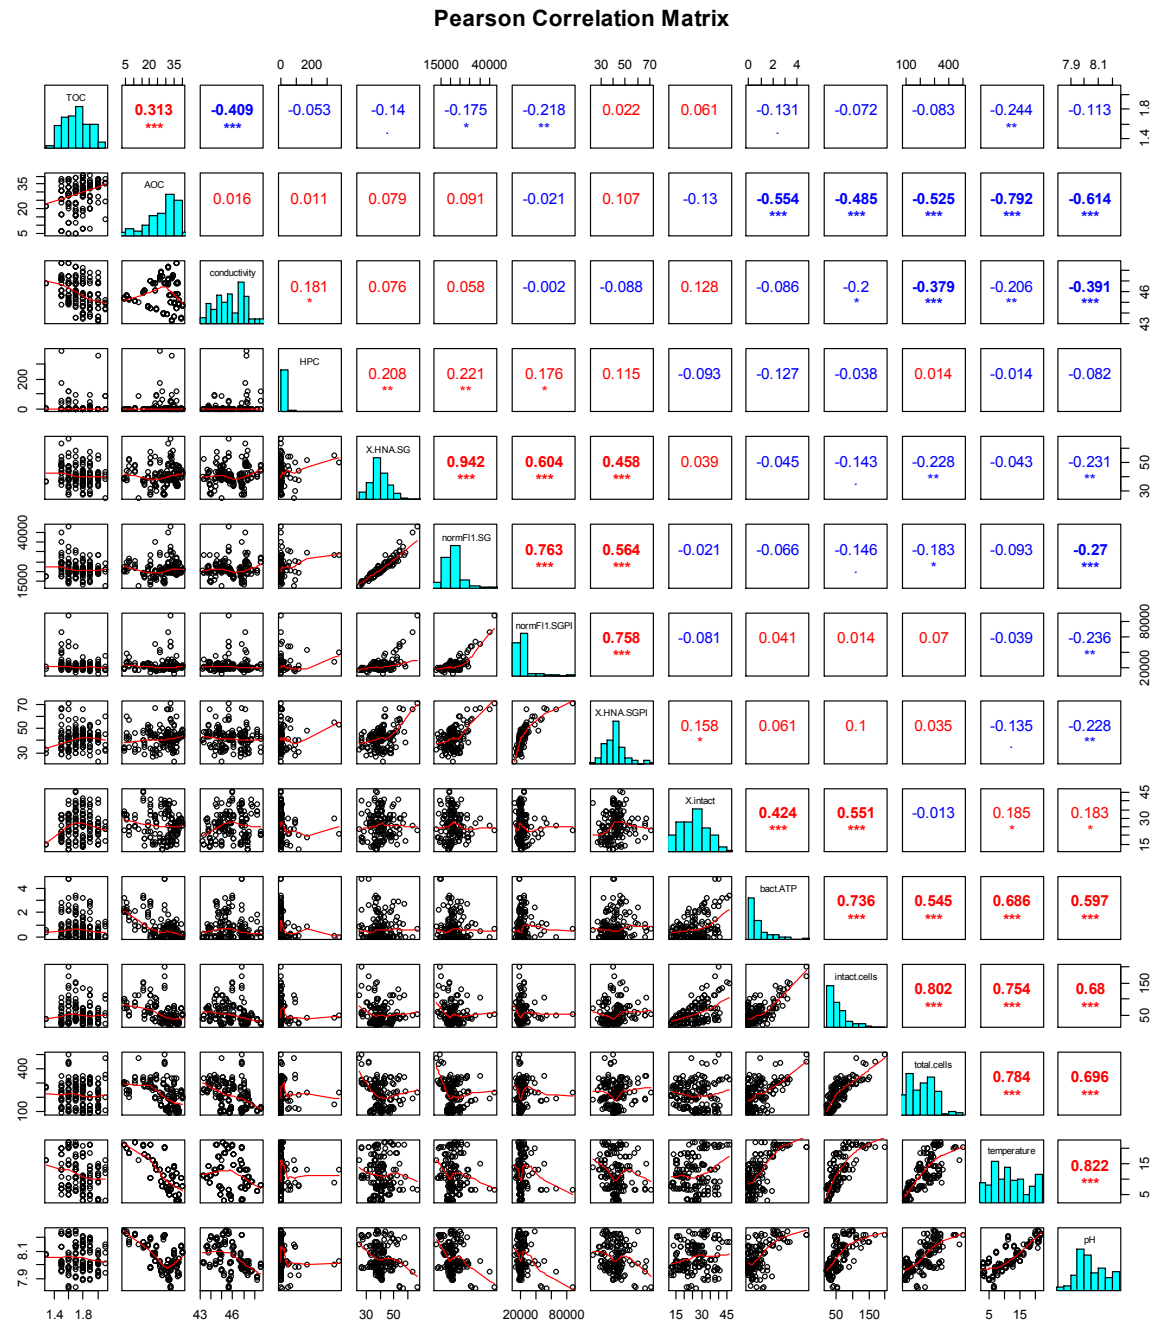 Pearson Correlation Matrix
5 20 35 0 200 15000 40000 30 50 70 0 2 4 100 400 7.9 8.1
TOC 0.313 -0.409 -0.053 -0.14 -0.175 -0.218 0.022 0.061 -0.131 -0.072 -0.083 -0.244 -0.113 1.4 1.8
*** *** . * ** . **
5 20 35 AOC 0.016 0.011 0.079 0.091 -0.021 0.107 -0.13 -0.554 -0.485 -0.525 -0.792 -0.614
*** *** *** *** ***
conductivity 0.181 0.076 0.058 -0.002 -0.088 0.128 -0.086 -0.2 -0.379 -0.206 -0.391 43 46
* * *** ** ***
0 200 HPC 0.208 0.221 0.176 0.115 -0.093 -0.127 -0.038 0.014 -0.014 -0.082
** ** *
X.HNA.SG 0.942 0.604 0.458 0.039 -0.045 -0.143 -0.228 -0.043 -0.231 30 50
*** *** *** . ** **
15000 40000 normFl1.SG 0.763 0.564 -0.021 -0.066 -0.146 -0.183 -0.093 -0.27
*** *** . * ***
normFl1.SGPI 0.758 -0.081 0.041 0.014 0.07 -0.039 -0.236 20000 80000
*** **
30 50 70 X.HNA.SGPI 0.158 0.061 0.1 0.035 -0.135 -0.228
* . **
X.intact 0.424 0.551 -0.013 0.185 0.183 15 30 45
*** *** * *
0 2 4 bact.ATP 0.736 0.545 0.686 0.597
*** *** *** ***
intact.cells 0.802 0.754 0.68 50 150
*** *** ***
100 400 total.cells 0.784 0.696
*** ***
temperature 0.822 5 15
***
7.9 8.1 pH
1.4 1.8 43 46 30 50 20000 80000 15 30 45 50 150 5 15